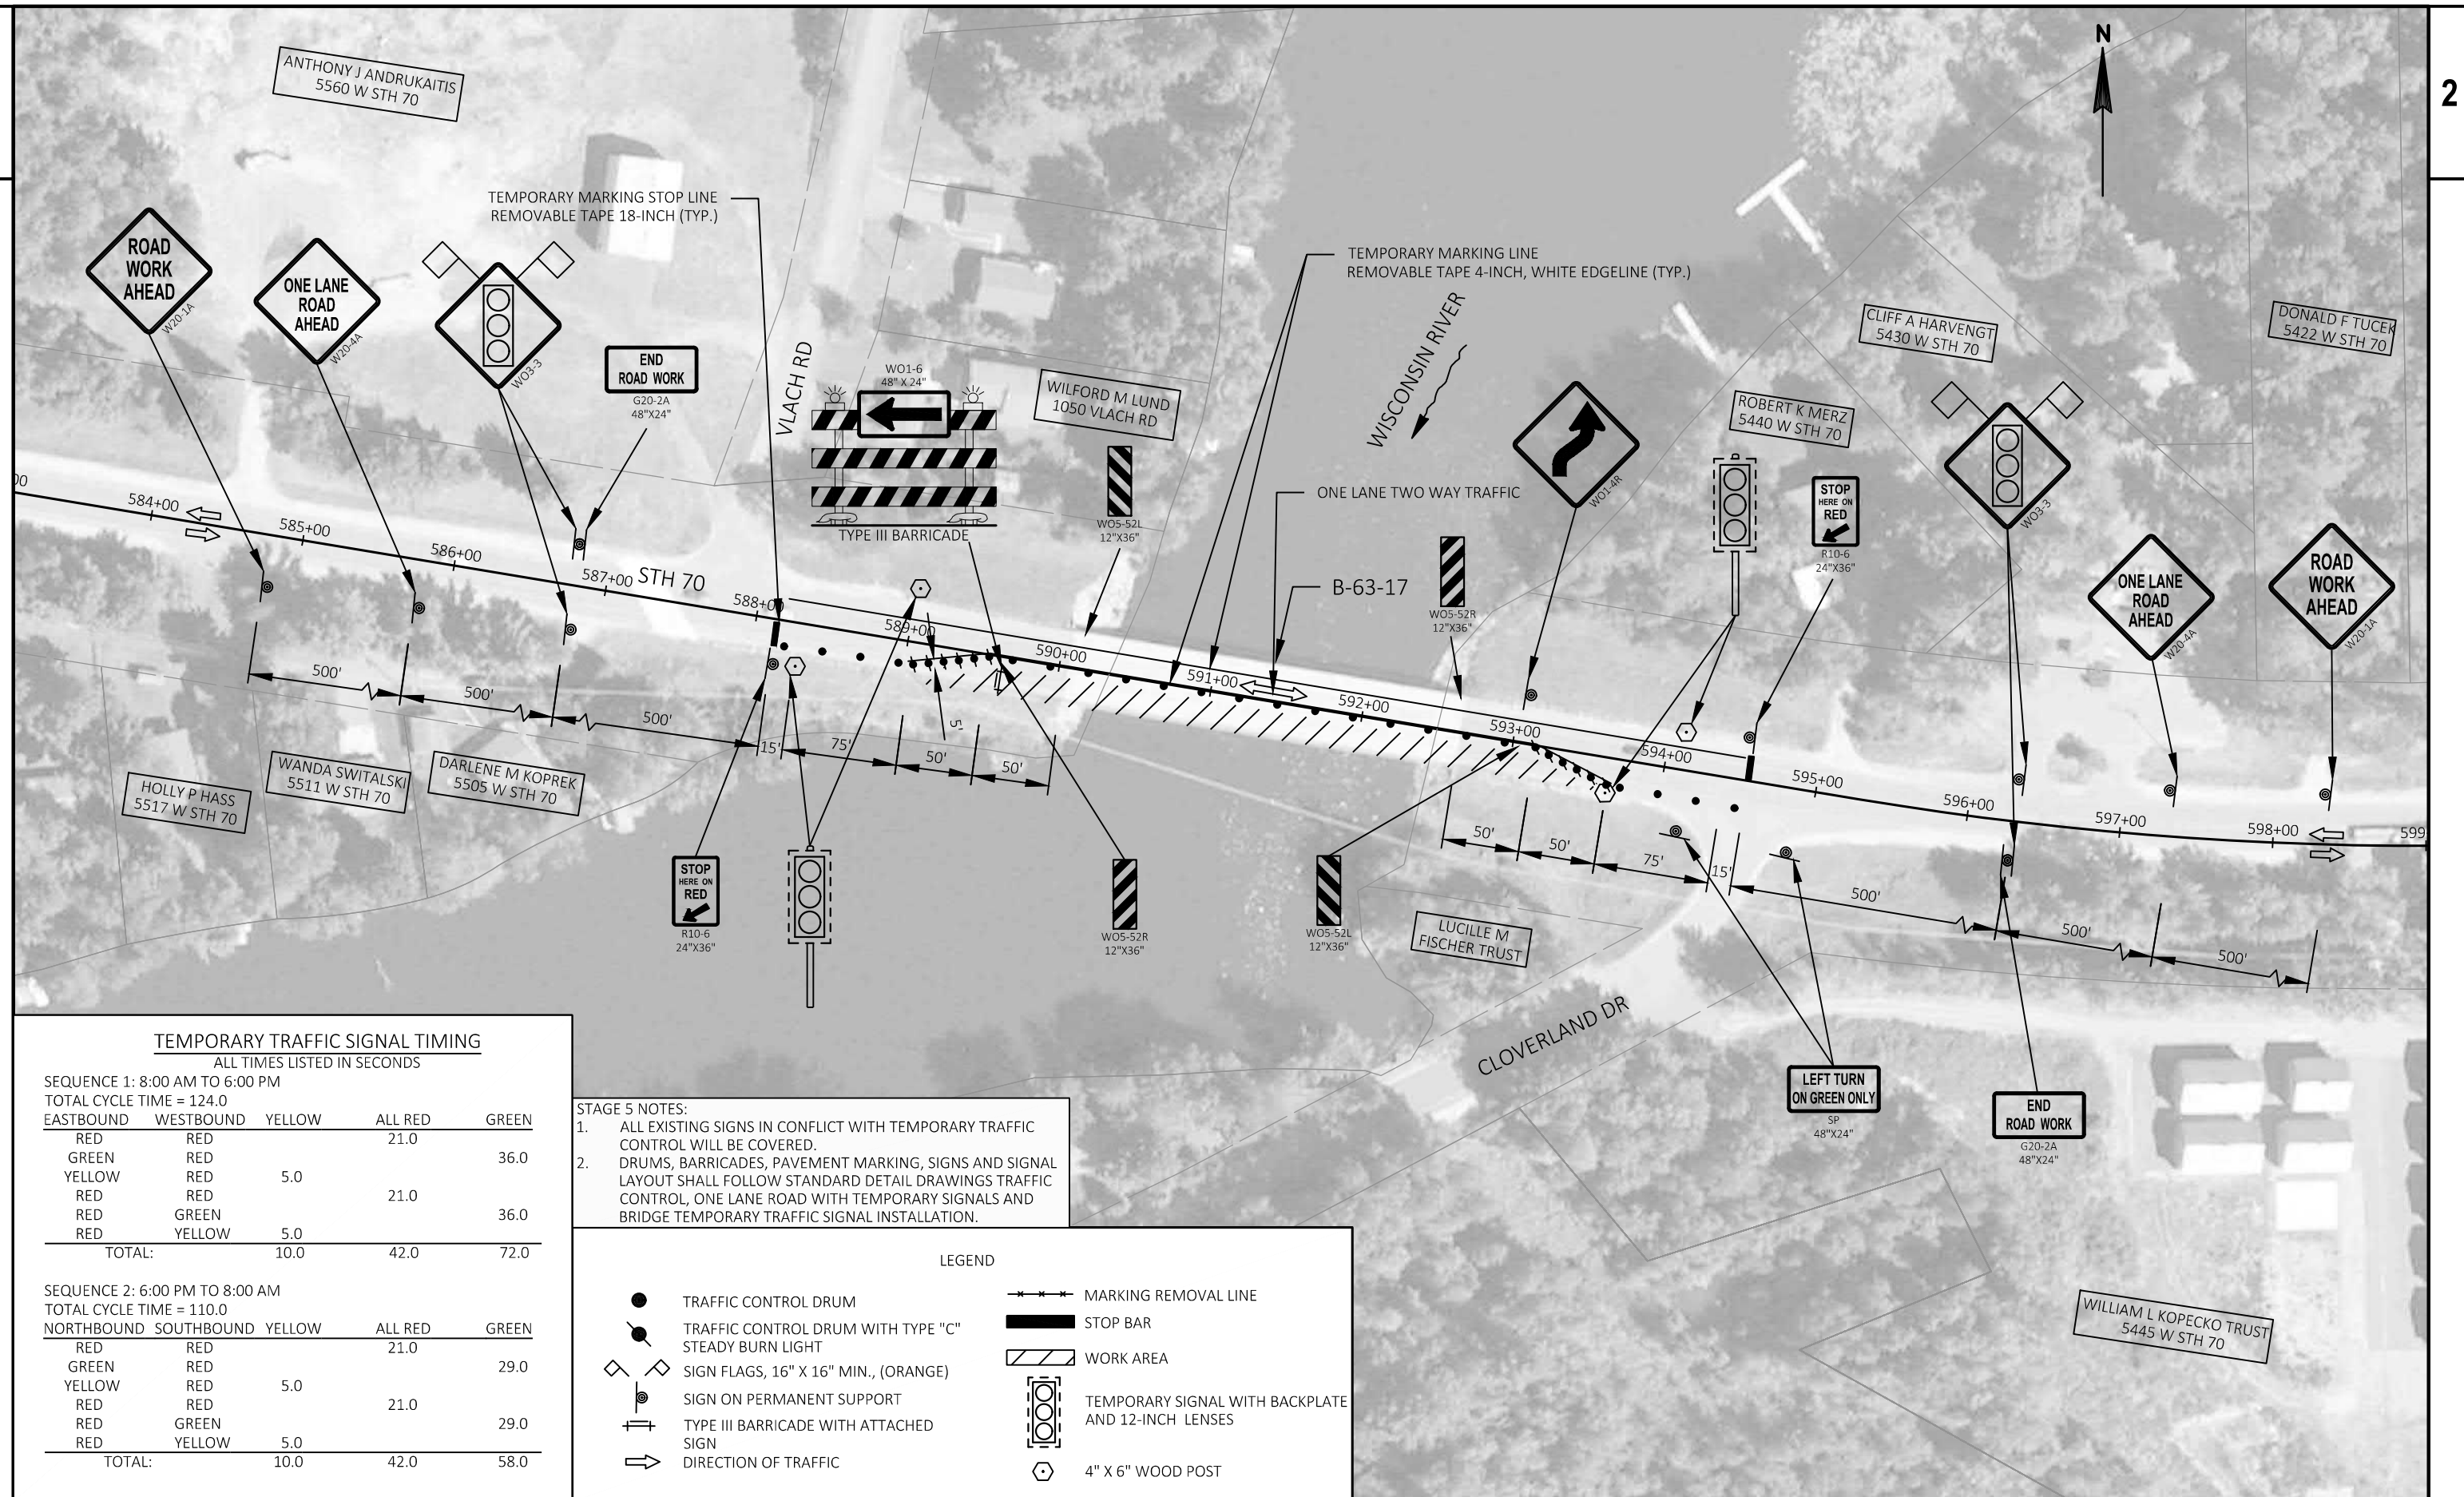 2
N
ANTHONY J ANDRUKAITIS
5560 W STH 70
TEMPORARY MARKING STOP LINE
REMOVABLE TAPE 18-INCH (TYP.)
ROAD
WORK
AHEAD
W20-1A
ONE LANE
ROAD
AHEAD
W20-4A
WO3-3
END
ROAD WORK
G20-2A
48"X24"
VLACH RD
WO1-6
48" X 24"
TYPE III BARRICADE
WILFORD M LUND
1050 VLACH RD
WO5-52L
12"X36"
TEMPORARY MARKING LINE
REMOVABLE TAPE 4-INCH, WHITE EDGELINE (TYP.)
WISCONSIN RIVER
ONE LANE TWO WAY TRAFFIC
B-63-17
WO5-52R
12"X36"
WO1-4R
ROBERT K MERZ
5440 W STH 70
STOP
HERE ON
RED
R10-6
24"X36"
CLIFF A HARVENGT
5430 W STH 70
WO3-3
DONALD F TUCEK
5422 W STH 70
ONE LANE
ROAD
AHEAD
W20-4A
ROAD
WORK
AHEAD
W20-1A
00
584+00
585+00
586+00
587+00
STH 70
588+00
589+00
590+00
591+00
592+00
593+00
594+00
595+00
596+00
597+00
598+00
599
500'
500'
500'
15'
75'
50'
50'
5'
50'
50'
75'
15'
500'
500'
500'
HOLLY P HASS
5517 W STH 70
WANDA SWITALSKI
5511 W STH 70
DARLENE M KOPREK
5505 W STH 70
STOP
HERE ON
RED
R10-6
24"X36"
WO5-52R
12"X36"
WO5-52L
12"X36"
LUCILLE M
FISCHER TRUST
CLOVERLAND DR
LEFT TURN
ON GREEN ONLY
SP
48"X24"
END
ROAD WORK
G20-2A
48"X24"
WILLIAM L KOPECKO TRUST
5445 W STH 70
TEMPORARY TRAFFIC SIGNAL TIMING
ALL TIMES LISTED IN SECONDS
SEQUENCE 1: 8:00 AM TO 6:00 PM
TOTAL CYCLE TIME = 124.0
EASTBOUND WESTBOUND YELLOW ALL RED GREEN
RED RED 21.0
GREEN RED 36.0
YELLOW RED 5.0
RED RED 21.0
RED GREEN 36.0
RED YELLOW 5.0
TOTAL: 10.0 42.0 72.0
SEQUENCE 2: 6:00 PM TO 8:00 AM
TOTAL CYCLE TIME = 110.0
NORTHBOUND SOUTHBOUND YELLOW ALL RED GREEN
RED RED 21.0
GREEN RED 29.0
YELLOW RED 5.0
RED RED 21.0
RED GREEN 29.0
RED YELLOW 5.0
TOTAL: 10.0 42.0 58.0
STAGE 5 NOTES:
1. ALL EXISTING SIGNS IN CONFLICT WITH TEMPORARY TRAFFIC
CONTROL WILL BE COVERED.
2. DRUMS, BARRICADES, PAVEMENT MARKING, SIGNS AND SIGNAL
LAYOUT SHALL FOLLOW STANDARD DETAIL DRAWINGS TRAFFIC
CONTROL, ONE LANE ROAD WITH TEMPORARY SIGNALS AND
BRIDGE TEMPORARY TRAFFIC SIGNAL INSTALLATION.
LEGEND
TRAFFIC CONTROL DRUM
TRAFFIC CONTROL DRUM WITH TYPE "C"
STEADY BURN LIGHT
SIGN FLAGS, 16" X 16" MIN., (ORANGE)
SIGN ON PERMANENT SUPPORT
TYPE III BARRICADE WITH ATTACHED
SIGN
DIRECTION OF TRAFFIC
MARKING REMOVAL LINE
STOP BAR
WORK AREA
TEMPORARY SIGNAL WITH BACKPLATE
AND 12-INCH LENSES
4" X 6" WOOD POST